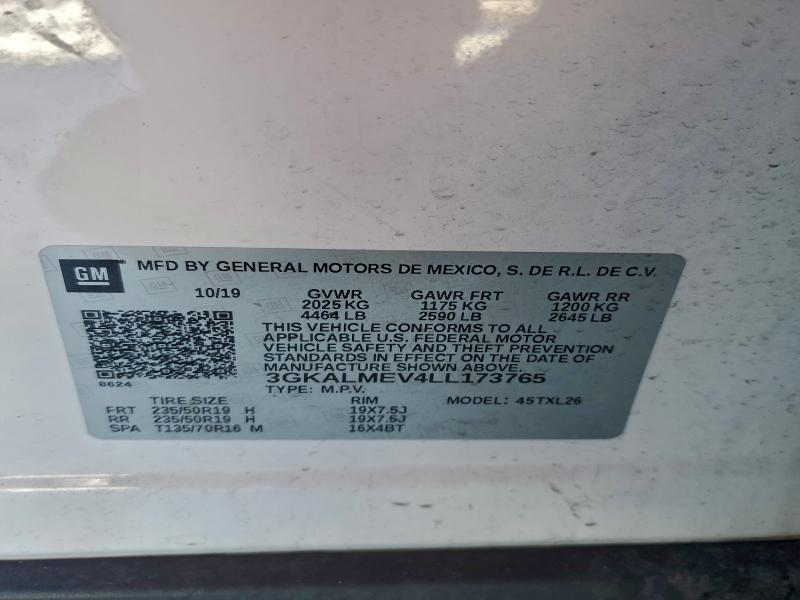 GM MFD BY GENERAL MOTORS DE MEXICO, S. DE R.L. DE C.V.
10/19 GVWR GAWR FRT GAWR RR
2025 KG 1175 KG 1200 KG
4464 LB 2590 LB 2645 LB
THIS VEHICLE CONFORMS TO ALL
APPLICABLE U.S. FEDERAL MOTOR
VEHICLE SAFETY AND THEFT PREVENTION
STANDARDS IN EFFECT ON THE DATE OF
MANUFACTURE SHOWN ABOVE.
8624 3GKALMEV4LL173765
TYPE: M.P.V.
TIRE SIZE RIM MODEL: 45TXL26
FRT 235/50R19 H 19X7.5J
RR 235/50R19 H 19X7.5J
SPA T135/70R16 M 16X4BT